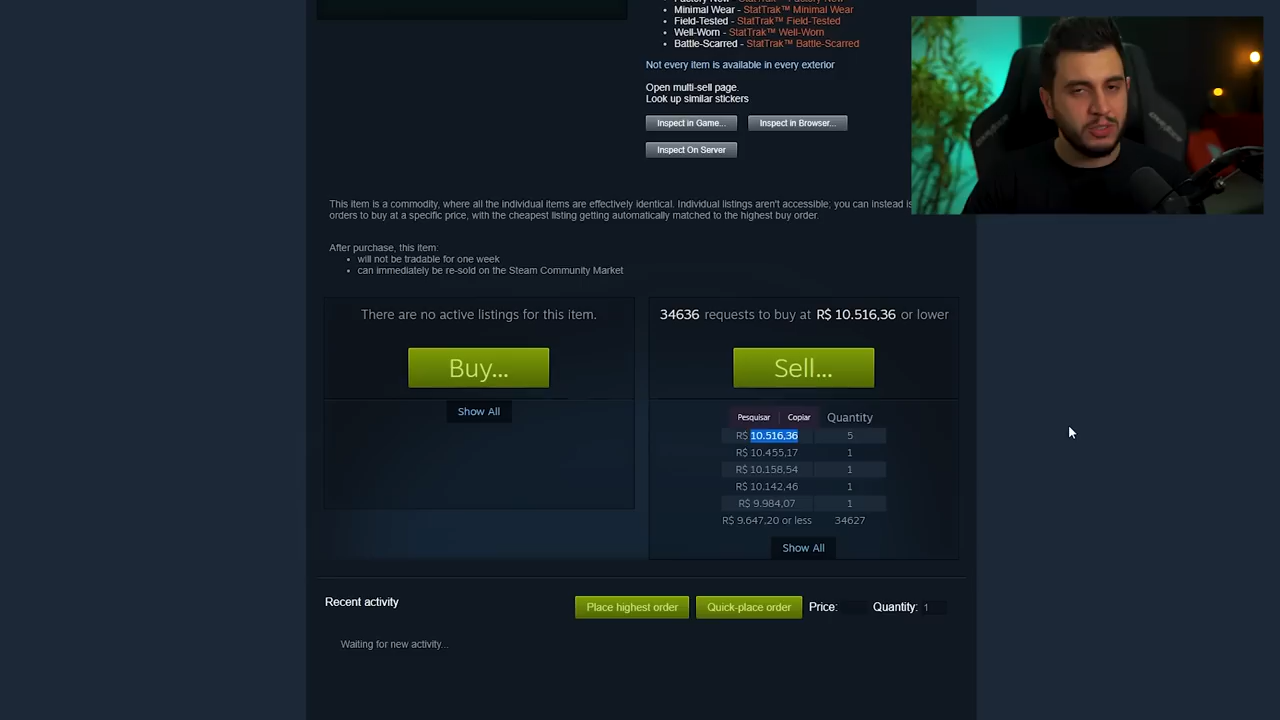 Factory New - StatTrak™ Factory New
Minimal Wear - StatTrak™ Minimal Wear
Field-Tested - StatTrak™ Field-Tested
Well-Worn - StatTrak™ Well-Worn
Battle-Scarred - StatTrak™ Battle-Scarred
Not every item is available in every exterior
Open multi-sell page.
Look up similar stickers
Inspect in Game... Inspect in Browser...
Inspect On Server
This item is a commodity, where all the individual items are effectively identical. Individual listings aren't accessible; you can instead is
orders to buy at a specific price, with the cheapest listing getting automatically matched to the highest buy order.
After purchase, this item:
will not be tradable for one week
can immediately be re-sold on the Steam Community Market
There are no active listings for this item.
Buy...
Show All
34636 requests to buy at R$ 10.516,36 or lower
Sell...
Pesquisar Copiar Quantity
R$ 10.516,36 5
R$ 10.455,17 1
R$ 10.158,54 1
R$ 10.142,46 1
R$ 9.984,07 1
R$ 9.647,20 or less 34627
Show All
Recent activity Place highest order Quick-place order Price: Quantity: 1
Waiting for new activity...